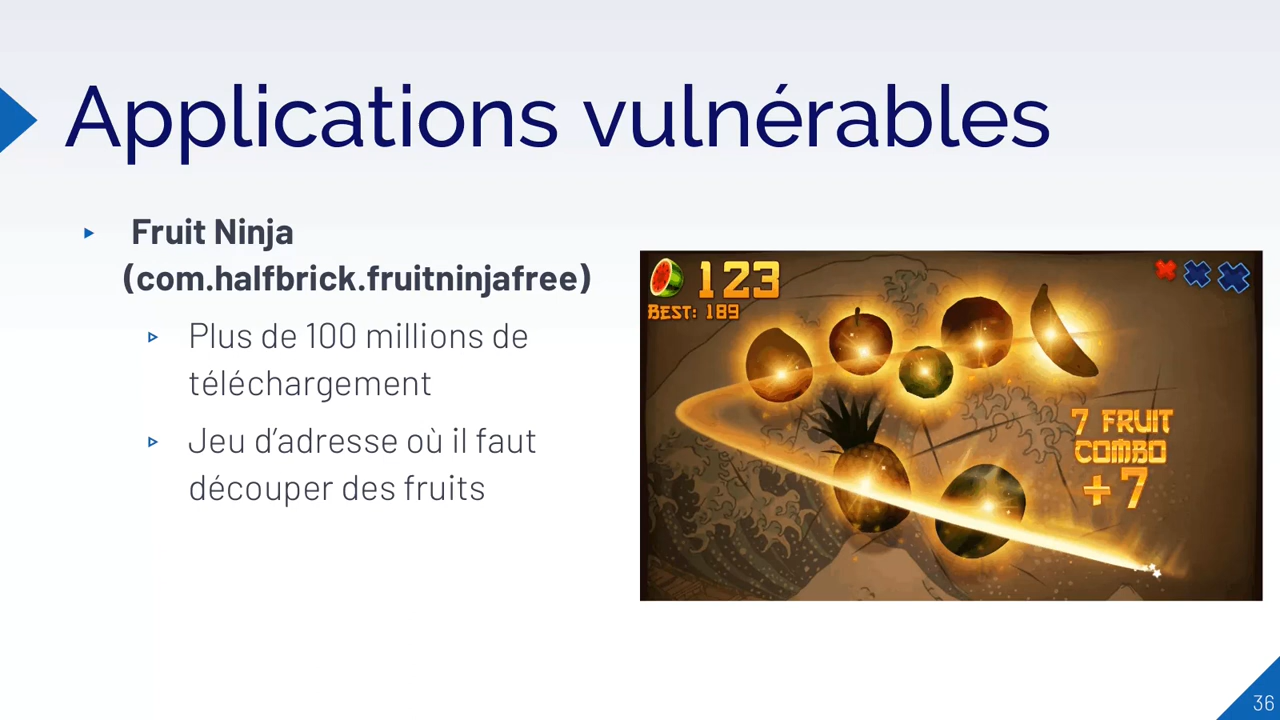 Applications vulnérables
Fruit Ninja
(com.halfbrick.fruitninjafree)
Plus de 100 millions de
téléchargement
Jeu d'adresse où il faut
découper des fruits
123
BEST: 189
7 FRUIT
COMBO
+7
36